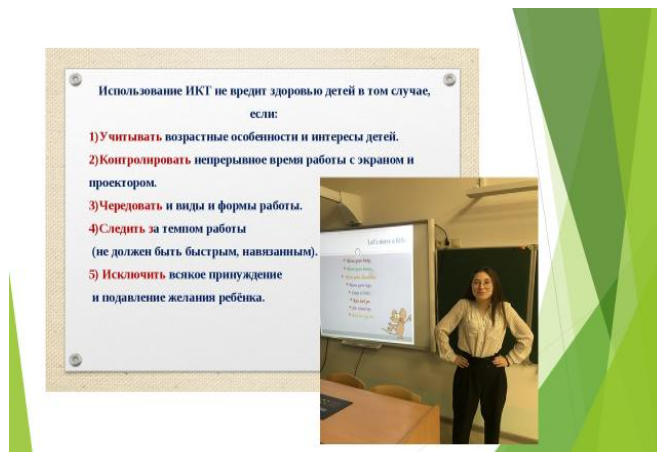 Использование ИКТ не вредит здоровью детей в том случае,
если:
1)Учитывать возрастные особенности и интересы детей.
2)Контролировать непрерывное время работы с экраном и
проектором.
3)Чередовать и виды и формы работы.
4)Следить за темпом работы
(не должен быть быстрым, навязанным).
5) Исключить всякое принуждение
и подавление желания ребёнка.